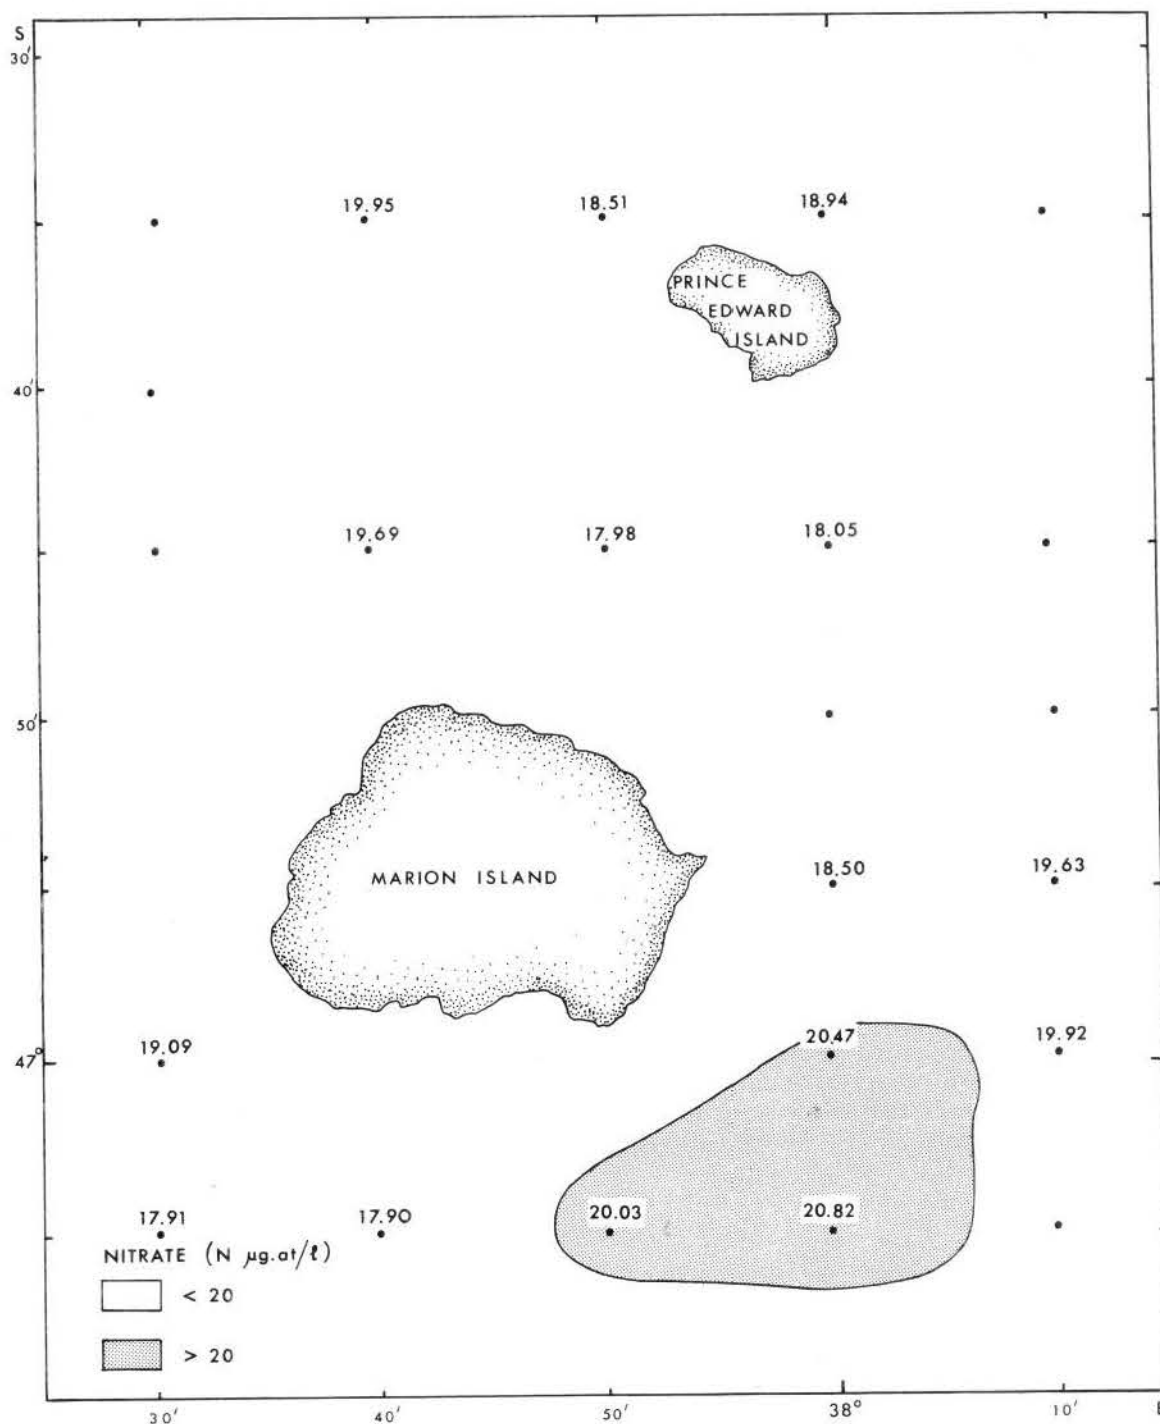 S
30′
19.95 18.51 18.94
PRINCE
EDWARD
ISLAND
40′
19.69 17.98 18.05
50′
MARION ISLAND
18.50 19.63
47° 19.09 20.47 19.92
17.91 17.90 20.03 20.82
NITRATE (N µg.at/ℓ)
< 20
> 20
30′ 40′ 50′ 38° 10′